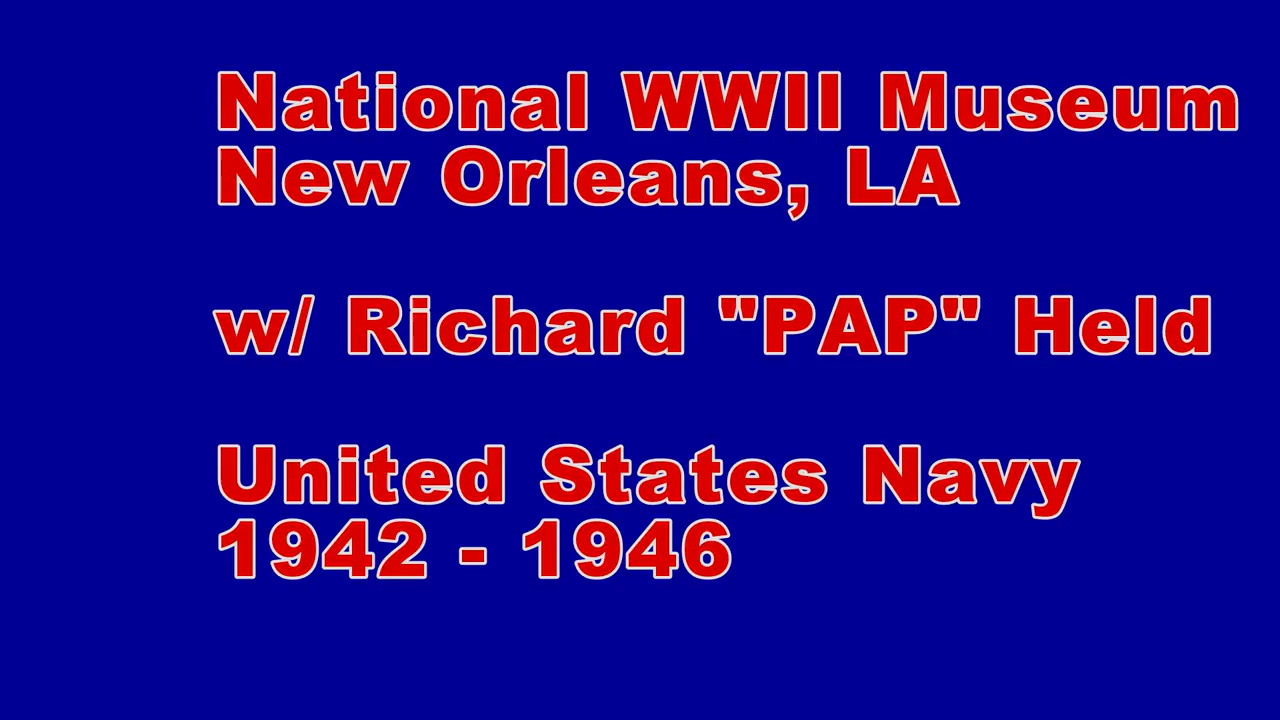 National WWII Museum
New Orleans, LA
w/ Richard "PAP" Held
United States Navy
1942 - 1946